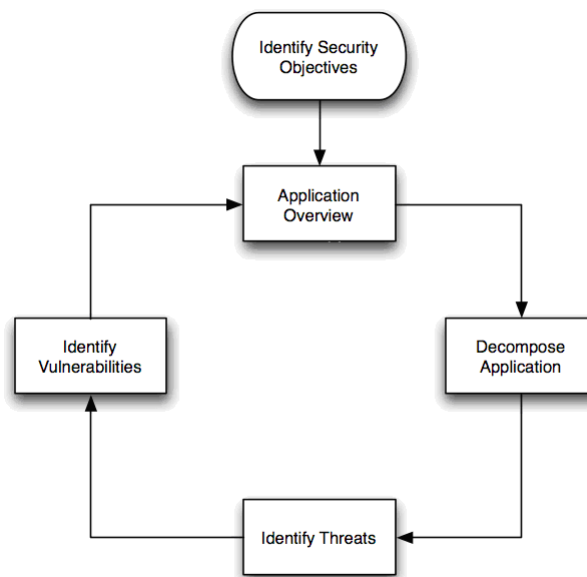 Identify Security
Objectives
Application
Overview
Identify
Vulnerabilities
Decompose
Application
Identify Threats